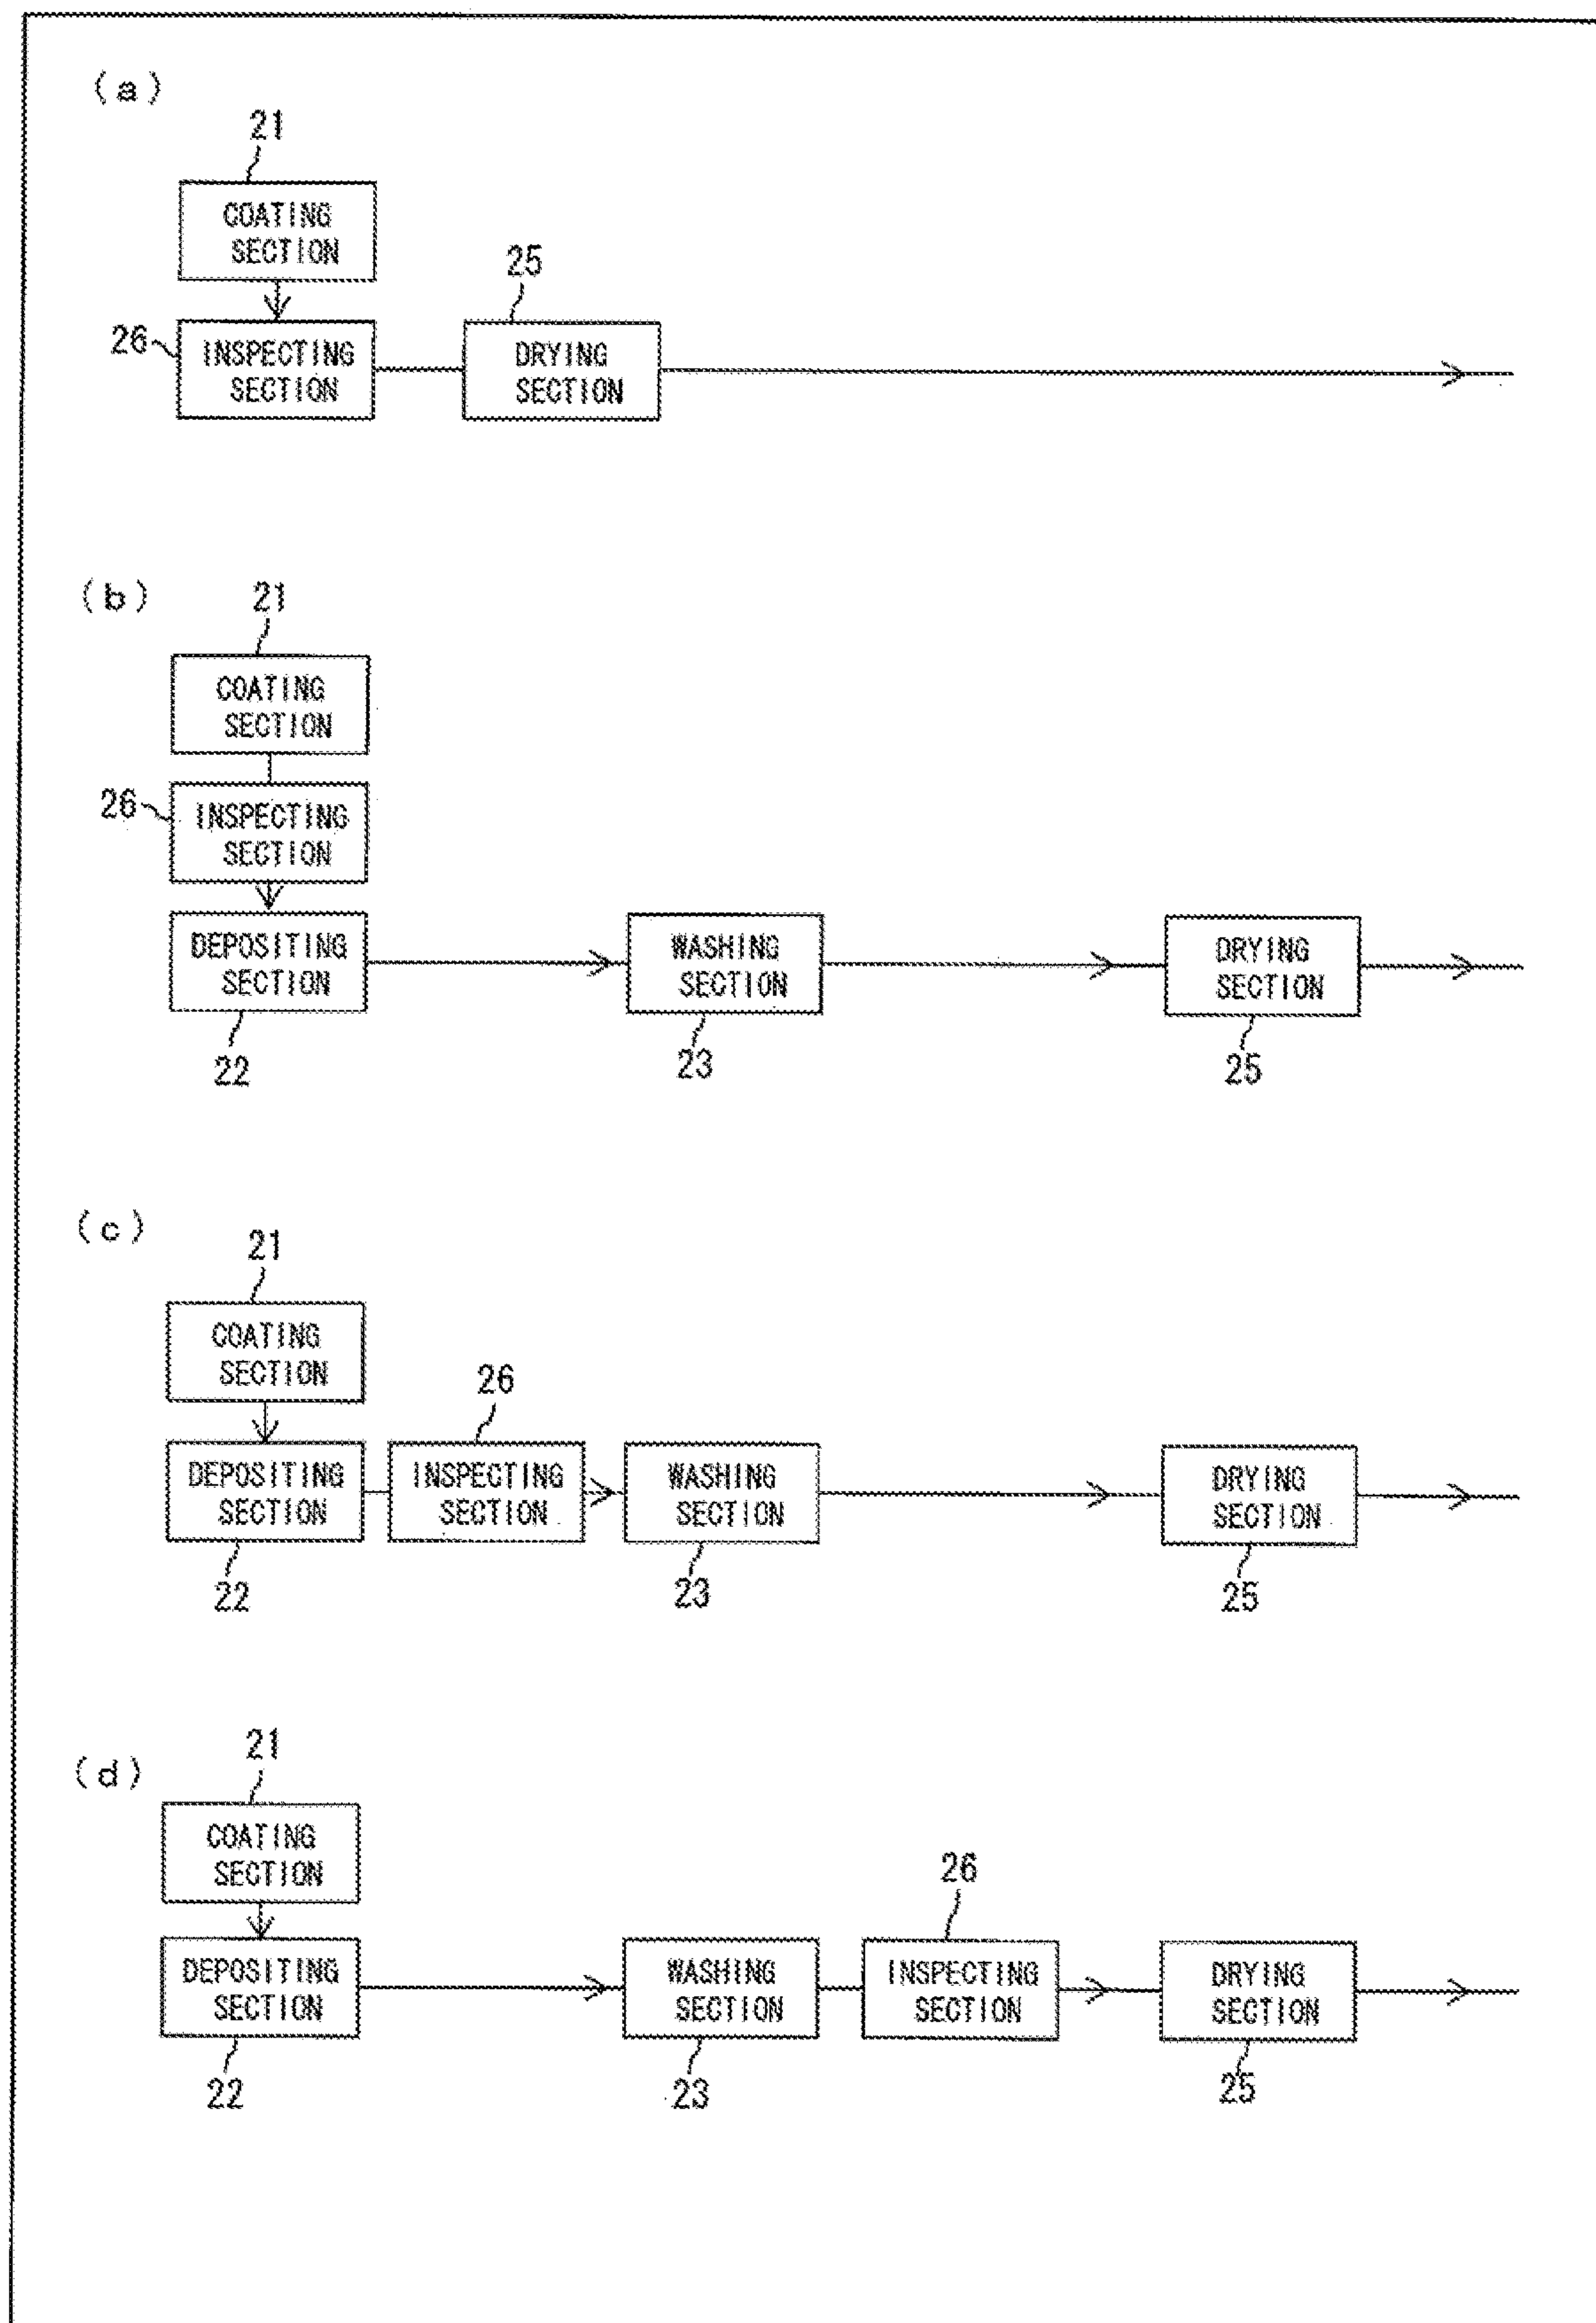 (a)
21
COATING
SECTION
25
26
INSPECTING
SECTION
DRYING
SECTION
(b)
21
COATING
SECTION
26
INSPECTING
SECTION
DEPOSITING
SECTION
WASHING
SECTION
DRYING
SECTION
22
23
25
(c)
21
COATING
SECTION
26
DEPOSITING
SECTION
INSPECTING
SECTION
WASHING
SECTION
DRYING
SECTION
22
23
25
(d)
21
COATING
SECTION
26
DEPOSITING
SECTION
WASHING
SECTION
INSPECTING
SECTION
DRYING
SECTION
22
23
25